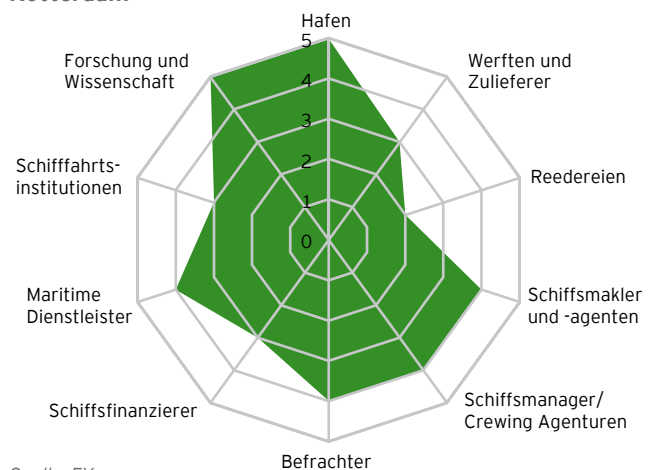 Hafen
5
Forschung und
Wissenschaft
Werften und
Zulieferer
4
3
Schifffahrts-
institutionen
2
Reedereien
1
0
Maritime
Dienstleister
Schiffsmakler
und -agenten
Schiffsfinanzierer
Schiffsmanager/
Crewing Agenturen
Befrachter